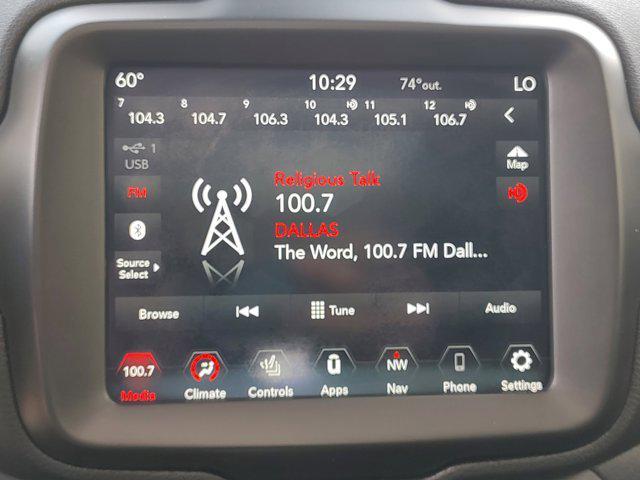 60° 10:29 74°out. LO
7 8 9 10 11 12
104.3 104.7 106.3 104.3 105.1 106.7
1
USB
Map
Religious Talk
FM
100.7
DALLAS
The Word, 100.7 FM Dall...
Source
Select
Browse Tune Audio
100.7 NW
Media Climate Controls Apps Nav Phone Settings